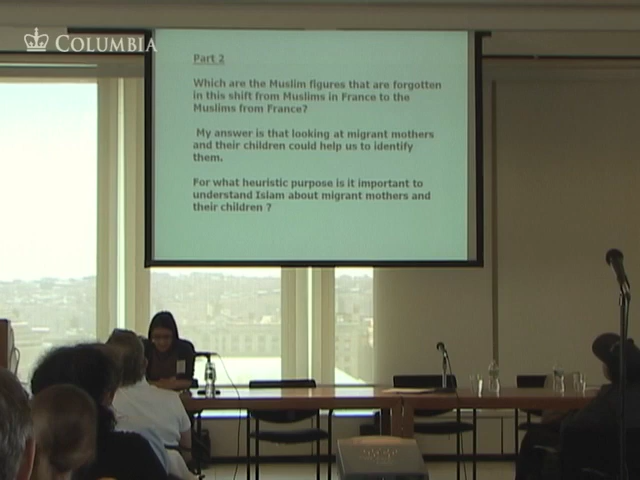 COLUMBIA
Part 2
Which are the Muslim figures that are forgotten
in this shift from Muslims in France to the
Muslims from France?
My answer is that looking at migrant mothers
and their children could help us to identify
them.
For what heuristic purpose is it important to
understand Islam about migrant mothers and
their children ?